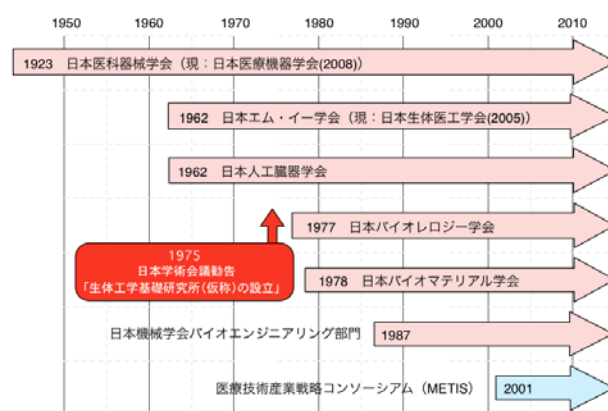 1950 1960 1970 1975 1980 1990 2000 2010
1923 日本医科器械学会（現：日本医療機器学会(2008)）
1962 日本エム・イー学会（現：日本生体医工学会(2005)）
1962 日本人工臓器学会
1977 日本バイオレロジー学会
1975
日本学術会議勧告
「生体工学基礎研究所（仮称）の設立」
1978 日本バイオマテリアル学会
日本機械学会バイオエンジニアリング部門 1987
医療技術産業戦略コンソーシアム（METIS） 2001